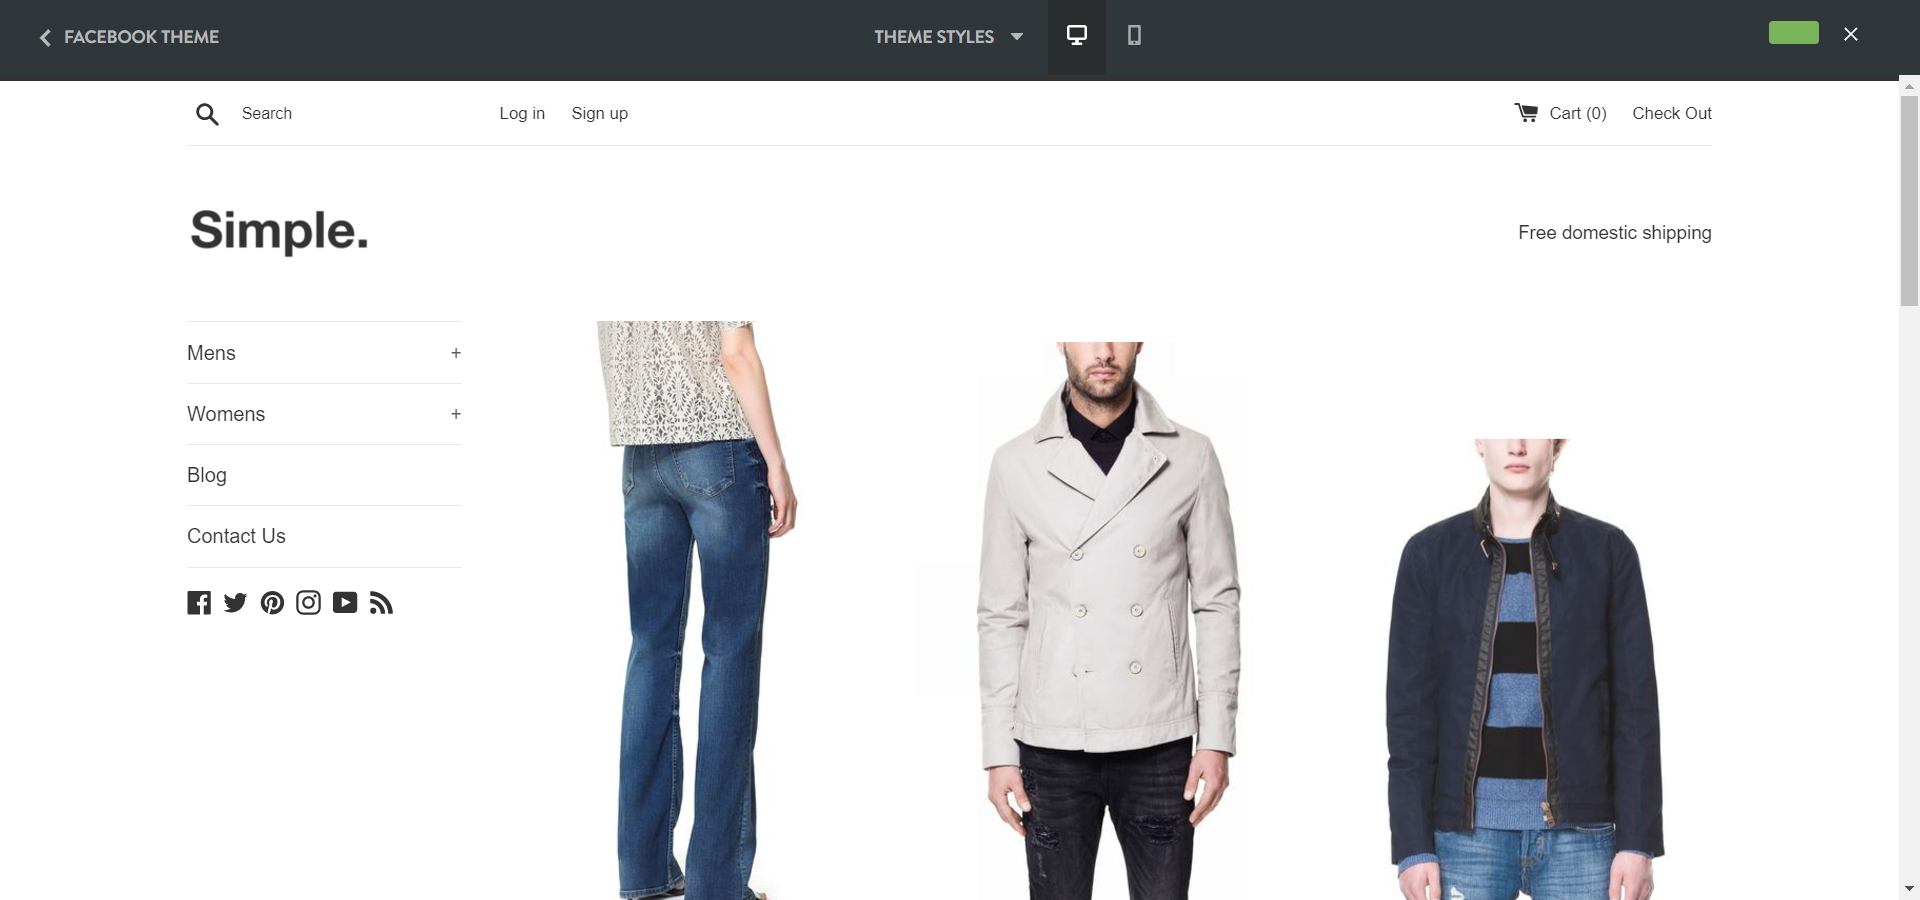 FACEBOOK THEME
THEME STYLES
Search
Log in
Sign up
Cart (0)
Check Out
Simple.
Free domestic shipping
Mens +
Womens +
Blog
Contact Us